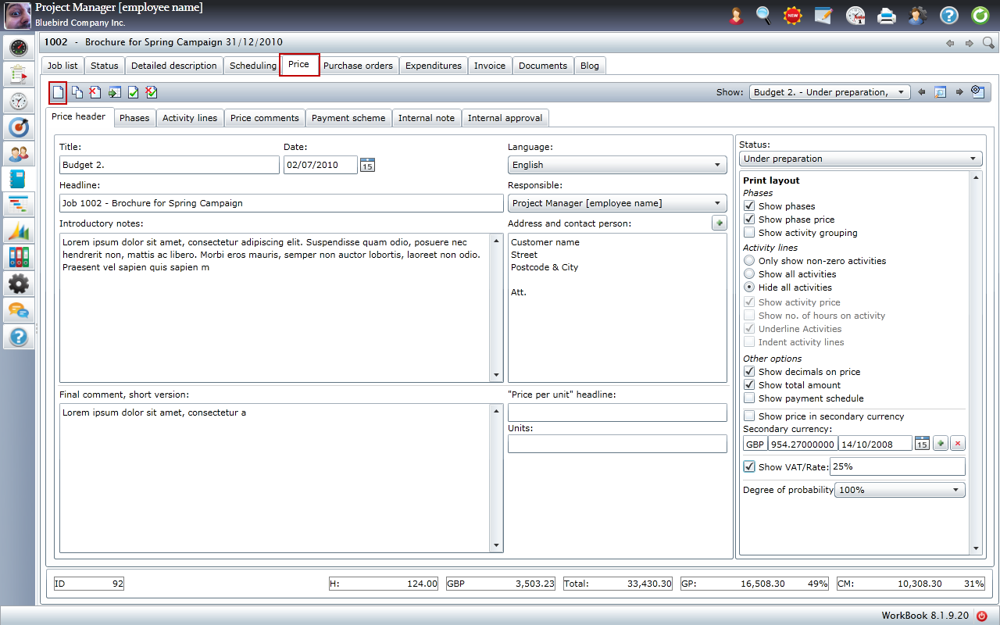 Project Manager [employee name]
Bluebird Company Inc.
NEW
1
1002 - Brochure for Spring Campaign 31/12/2010
Job list Status Detailed description Scheduling Price Purchase orders Expenditures Invoice Documents Blog
Show: Budget 2. - Under preparation,
Price header Phases Activity lines Price comments Payment scheme Internal note Internal approval
Title: Date: Language:
Budget 2. 02/07/2010 15 English
Headline: Responsible:
Job 1002 - Brochure for Spring Campaign Project Manager [employee name]
Introductory notes: Address and contact person:
Lorem ipsum dolor sit amet, consectetur adipiscing elit. Suspendisse quam odio, posuere nec
hendrerit non, mattis ac libero. Morbi eros mauris, semper non auctor lobortis, laoreet non odio.
Praesent vel sapien quis sapien m
Customer name
Street
Postcode & City
Att.
Final comment, short version: "Price per unit" headline:
Lorem ipsum dolor sit amet, consectetur a
Units:
Status:
Under preparation
Print layout
Phases
Show phases
Show phase price
Show activity grouping
Activity lines
Only show non-zero activities
Show all activities
Hide all activities
Show activity price
Show no. of hours on activity
Underline Activities
Indent activity lines
Other options
Show decimals on price
Show total amount
Show payment schedule
Show price in secondary currency
Secondary currency:
GBP 954.27000000 14/10/2008 15
Show VAT/Rate: 25%
Degree of probability 100%
ID 92 H: 124.00 GBP 3,503.23 Total: 33,430.30 GP: 16,508.30 49% CM: 10,308.30 31%
WorkBook 8.1.9.20